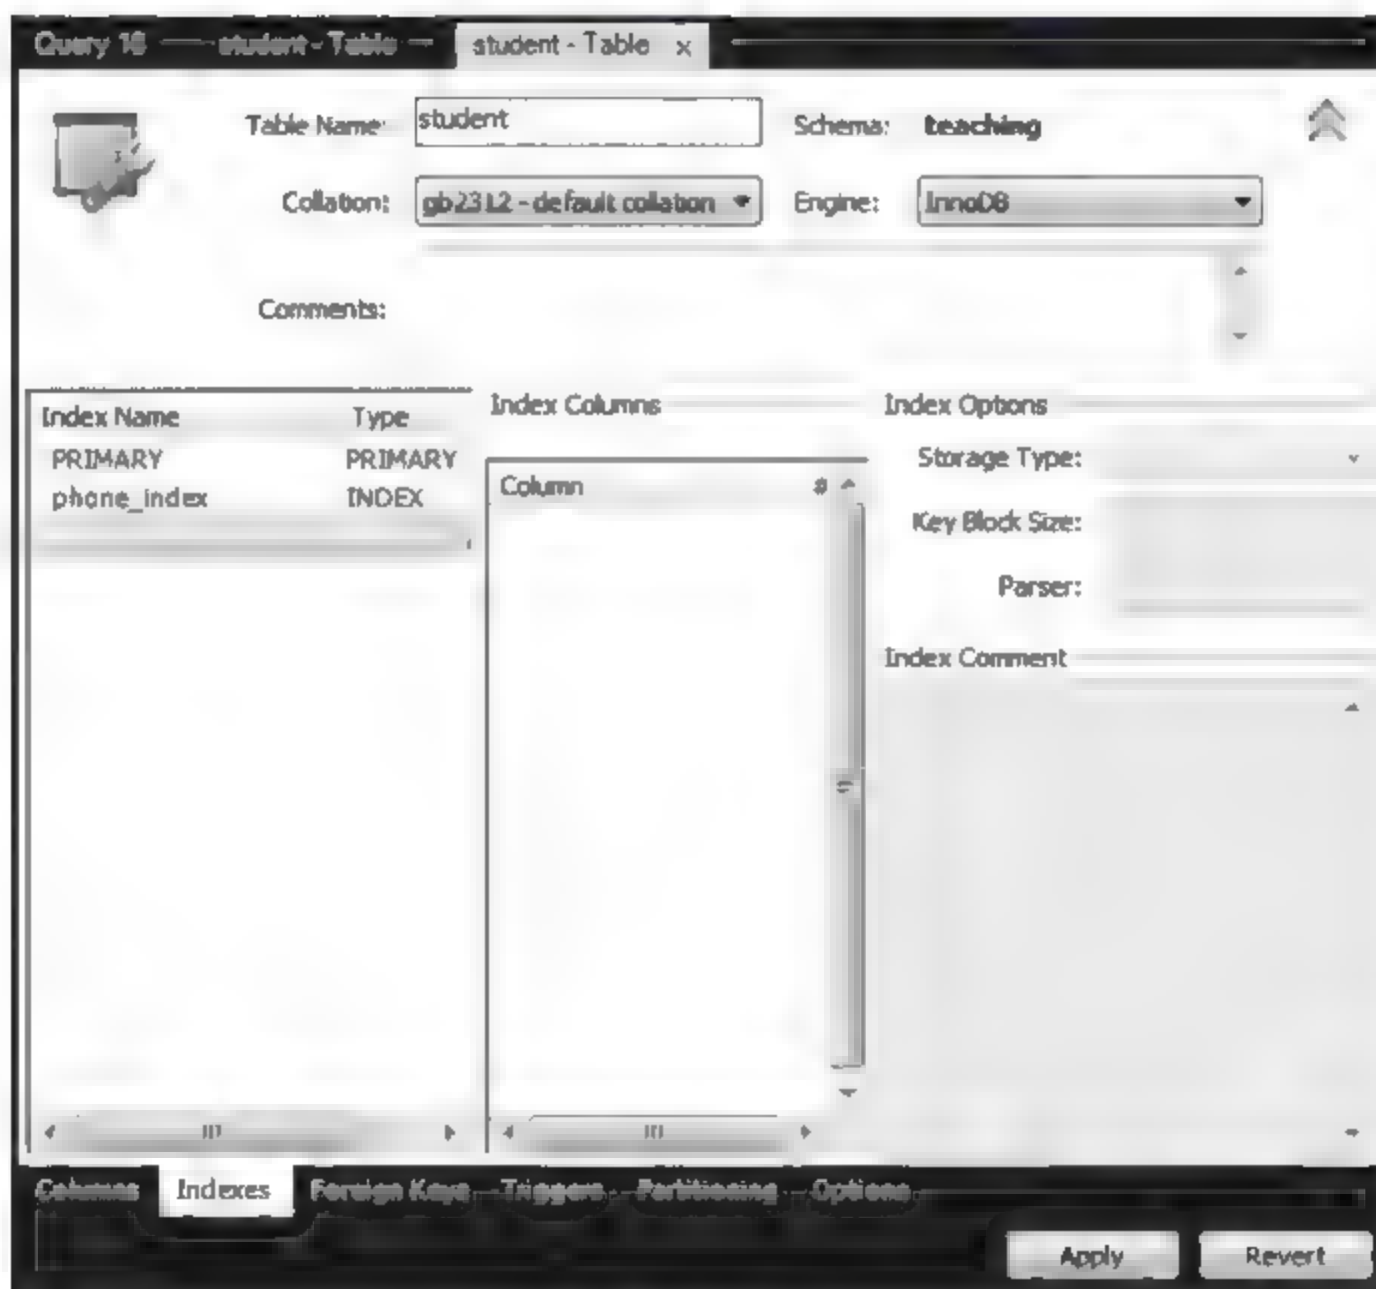 Query 16 student - Table student - Table x
Table Name: student Schema: teaching
Collation: gb2312 - default collation Engine: InnoDB
Comments:
Index Name Type
PRIMARY PRIMARY
phone_index INDEX
Index Columns
Column #
Index Options
Storage Type:
Key Block Size:
Parser:
Index Comment
Columns Indexes Foreign Keys Triggers Partitioning Options
Apply Revert